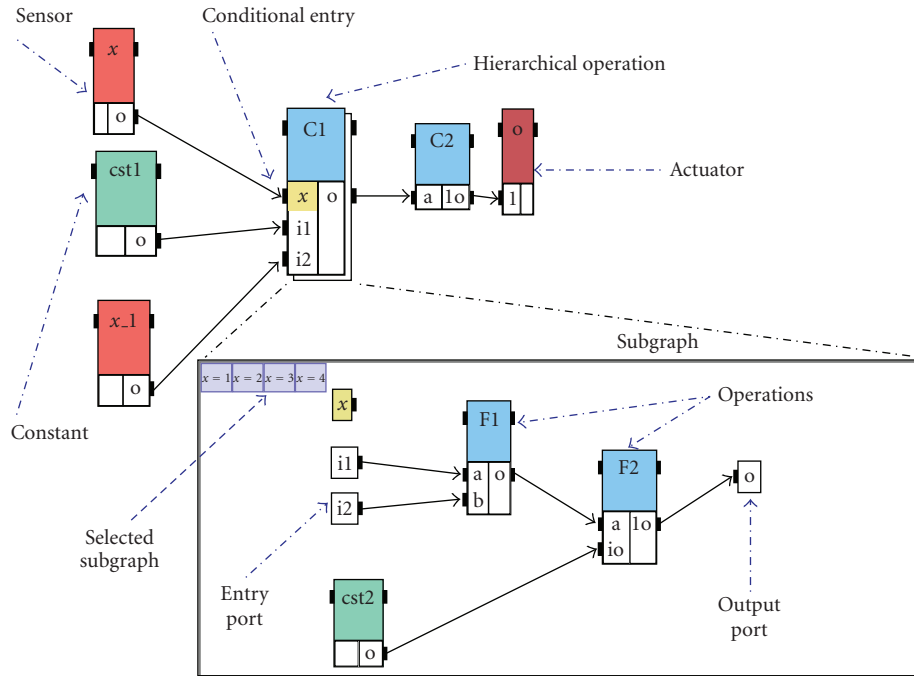 Sensor
Conditional entry
x
o
Hierarchical operation
C1
C2
o
cst1
Actuator
x
o
a
1o
1
i1
o
i2
x_1
Subgraph
o
x = 1
x = 2
x = 3
x = 4
x
Operations
Constant
F1
F2
i1
a
o
o
i2
b
a
1o
io
Selected
subgraph
Entry
port
cst2
Output
port
o